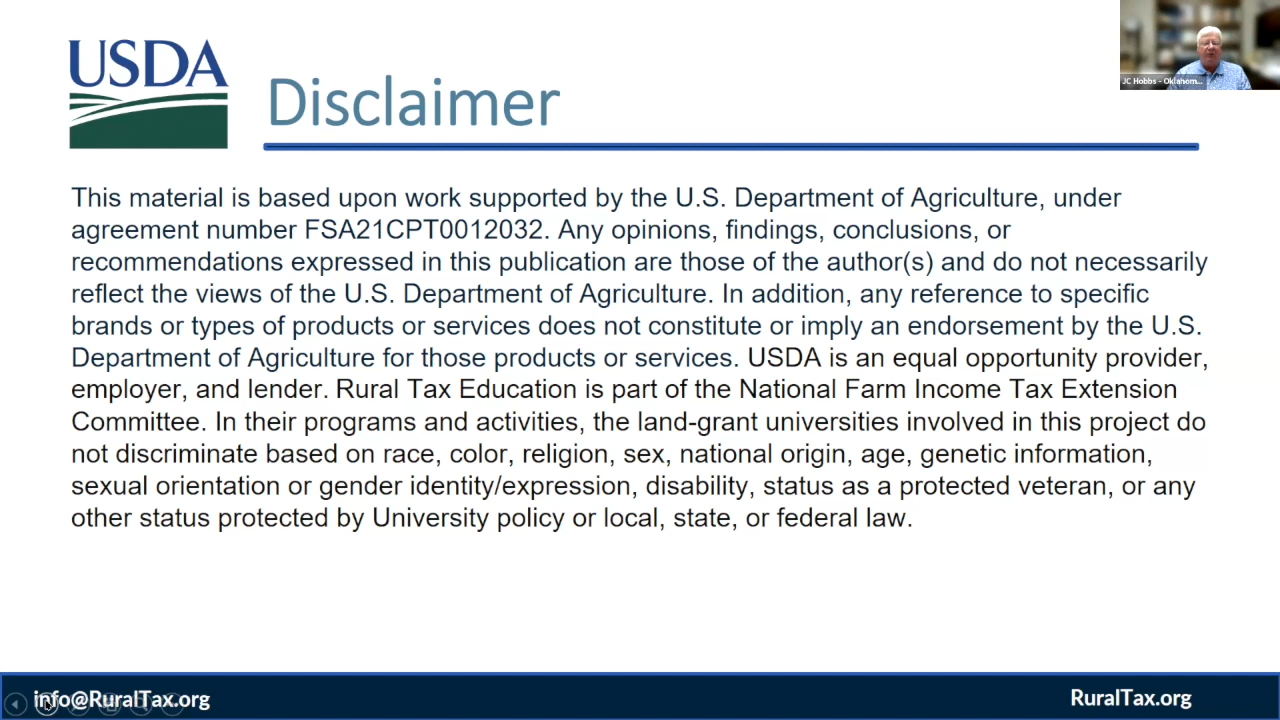 USDA
Disclaimer
JC Hobbs - Oklahom...
This material is based upon work supported by the U.S. Department of Agriculture, under
agreement number FSA21CPT0012032. Any opinions, findings, conclusions, or
recommendations expressed in this publication are those of the author(s) and do not necessarily
reflect the views of the U.S. Department of Agriculture. In addition, any reference to specific
brands or types of products or services does not constitute or imply an endorsement by the U.S.
Department of Agriculture for those products or services. USDA is an equal opportunity provider,
employer, and lender. Rural Tax Education is part of the National Farm Income Tax Extension
Committee. In their programs and activities, the land-grant universities involved in this project do
not discriminate based on race, color, religion, sex, national origin, age, genetic information,
sexual orientation or gender identity/expression, disability, status as a protected veteran, or any
other status protected by University policy or local, state, or federal law.
info@RuralTax.org
RuralTax.org